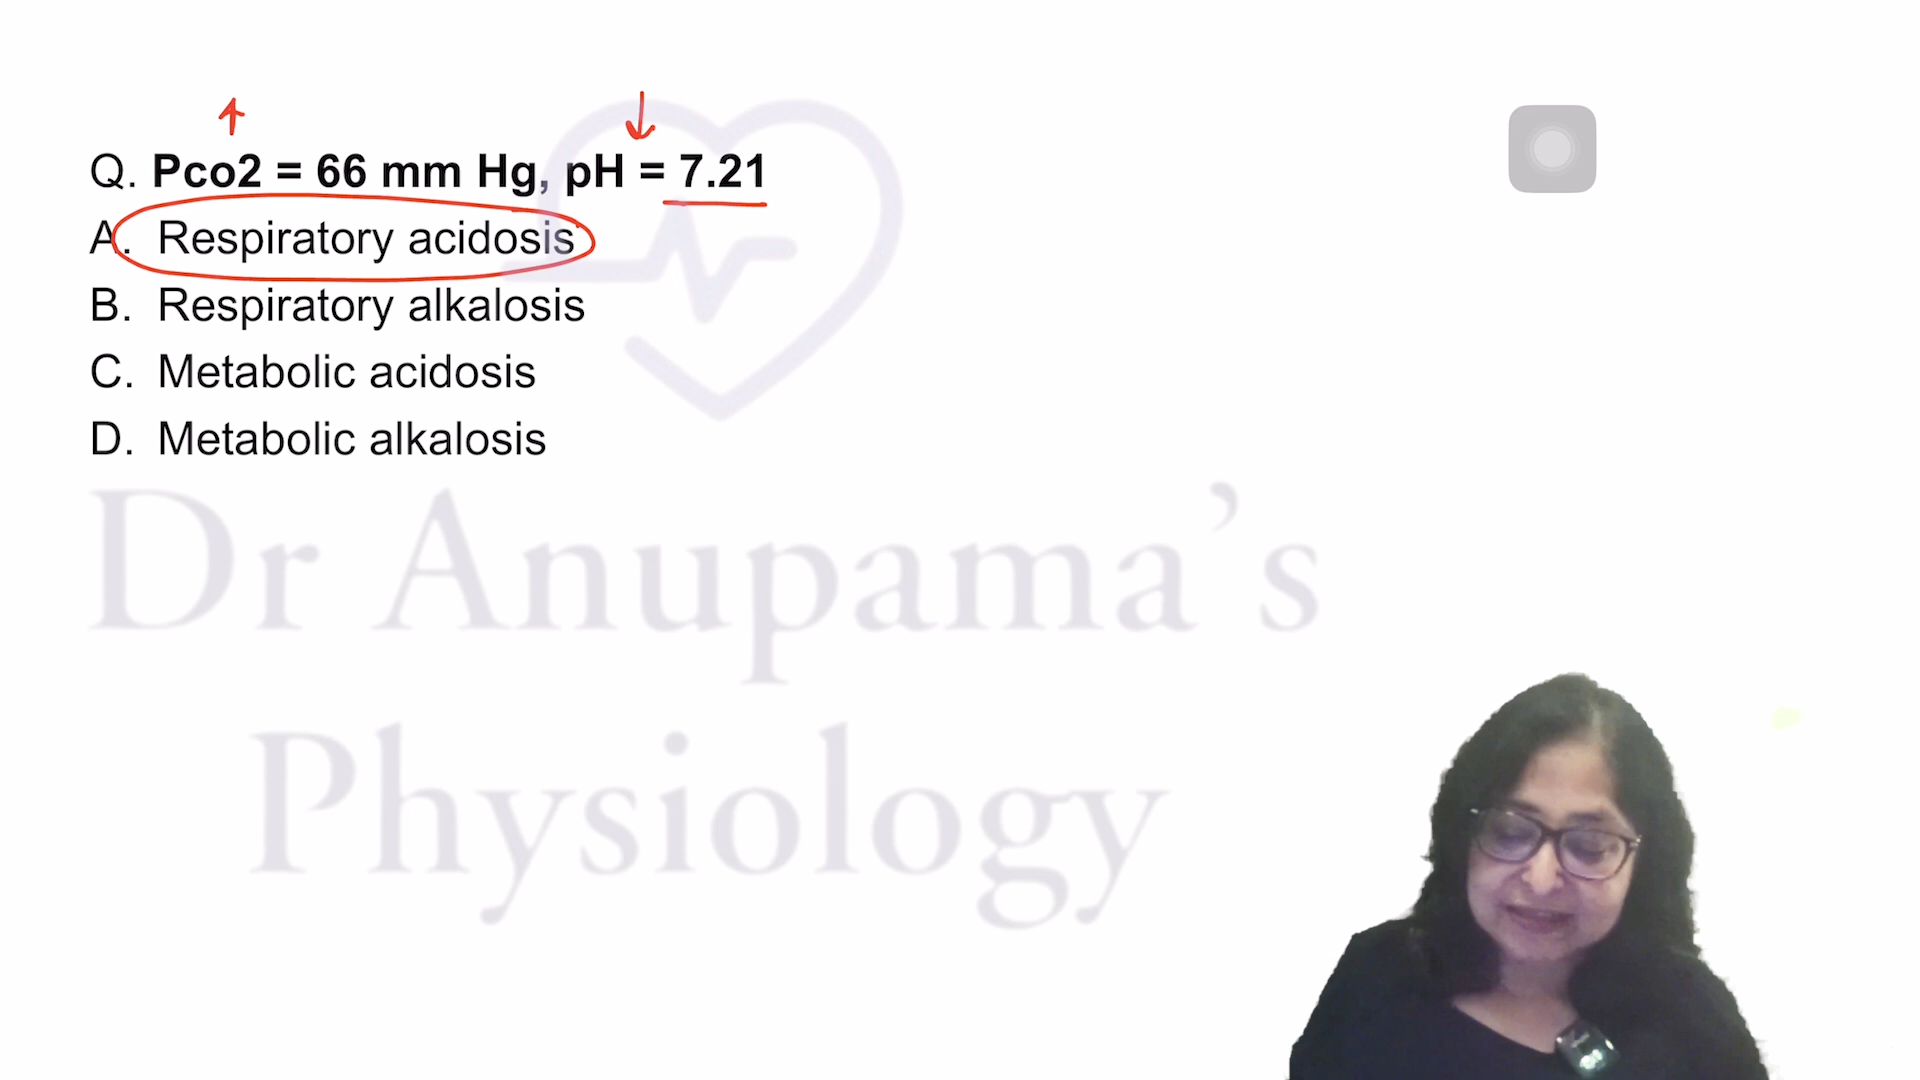 Q. Pco2 = 66 mm Hg, pH = 7.21
A. Respiratory acidosis
B. Respiratory alkalosis
C. Metabolic acidosis
D. Metabolic alkalosis
Dr Anupama's
Physiology